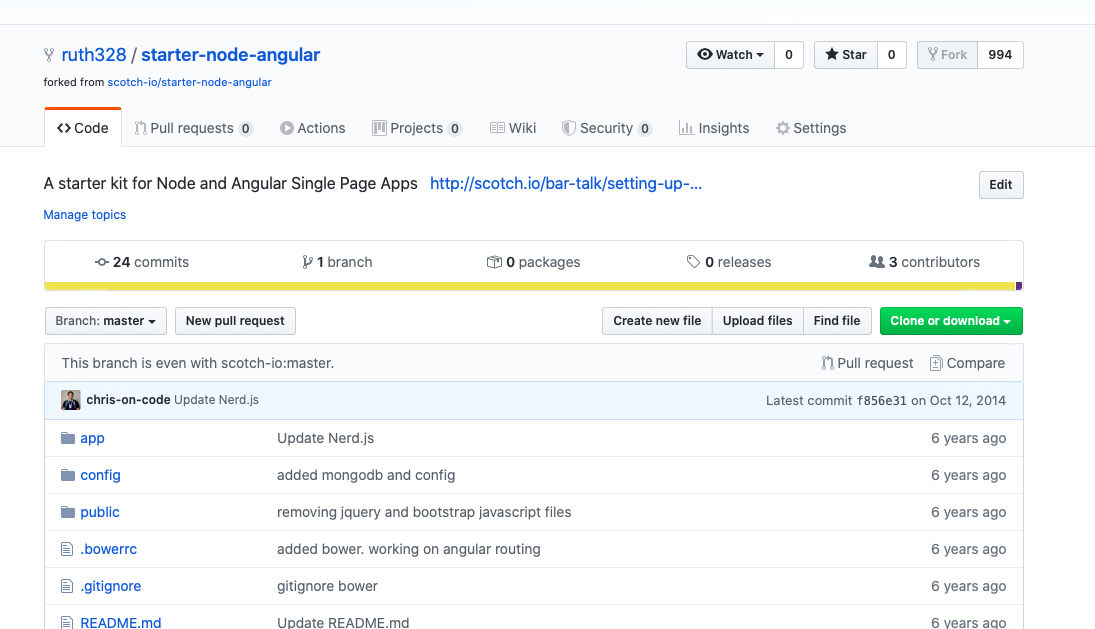 ruth328 / starter-node-angular Watch 0 Star 0 Fork 994
forked from scotch-io/starter-node-angular
Code Pull requests 0 Actions Projects 0 Wiki Security 0 Insights Settings
A starter kit for Node and Angular Single Page Apps http://scotch.io/bar-talk/setting-up-... Edit
Manage topics
24 commits 1 branch 0 packages 0 releases 3 contributors
Branch: master New pull request Create new file Upload files Find file Clone or download
This branch is even with scotch-io:master. Pull request Compare
chris-on-code Update Nerd.js Latest commit f856e31 on Oct 12, 2014
app Update Nerd.js 6 years ago
config added mongodb and config 6 years ago
public removing jquery and bootstrap javascript files 6 years ago
.bowerrc added bower. working on angular routing 6 years ago
.gitignore gitignore bower 6 years ago
README.md Update README.md 6 years ago